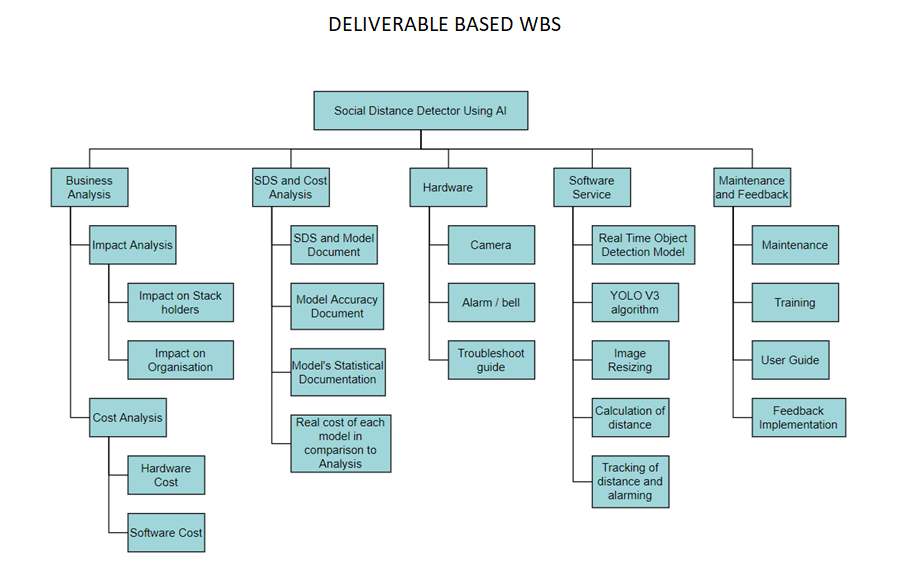 DELIVERABLE BASED WBS
Social Distance Detector Using AI
Business
Analysis
Impact Analysis
Impact on Stack
holders
Impact on
Organisation
Cost Analysis
Hardware
Cost
Software Cost
SDS and Cost
Analysis
SDS and Model
Document
Model Accuracy
Document
Model's Statistical
Documentation
Real cost of each
model in
comparison to
Analysis
Hardware
Camera
Alarm / bell
Troubleshoot
guide
Software
Service
Real Time Object
Detection Model
YOLO V3
algorithm
Image
Resizing
Calculation of
distance
Tracking of
distance and
alarming
Maintenance
and Feedback
Maintenance
Training
User Guide
Feedback
Implementation